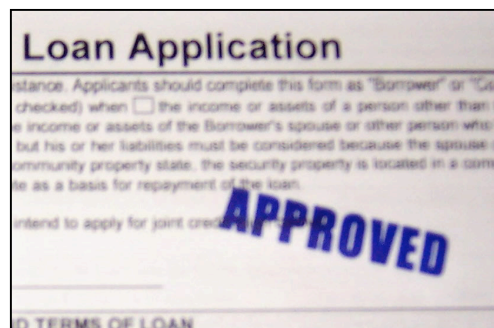 Loan Application
stance. Applicants should complete this form as "Borrower" or "Co
checked) when the income or assets of a person other than
e income or assets of the Borrower's spouse or other person who
but his or her liabilities must be considered because the spouse
ommunity property state, the security property is located in a com
te as a basis for repayment of the loan.
intend to apply for joint cred
APPROVED
D TERMS OF LOAN